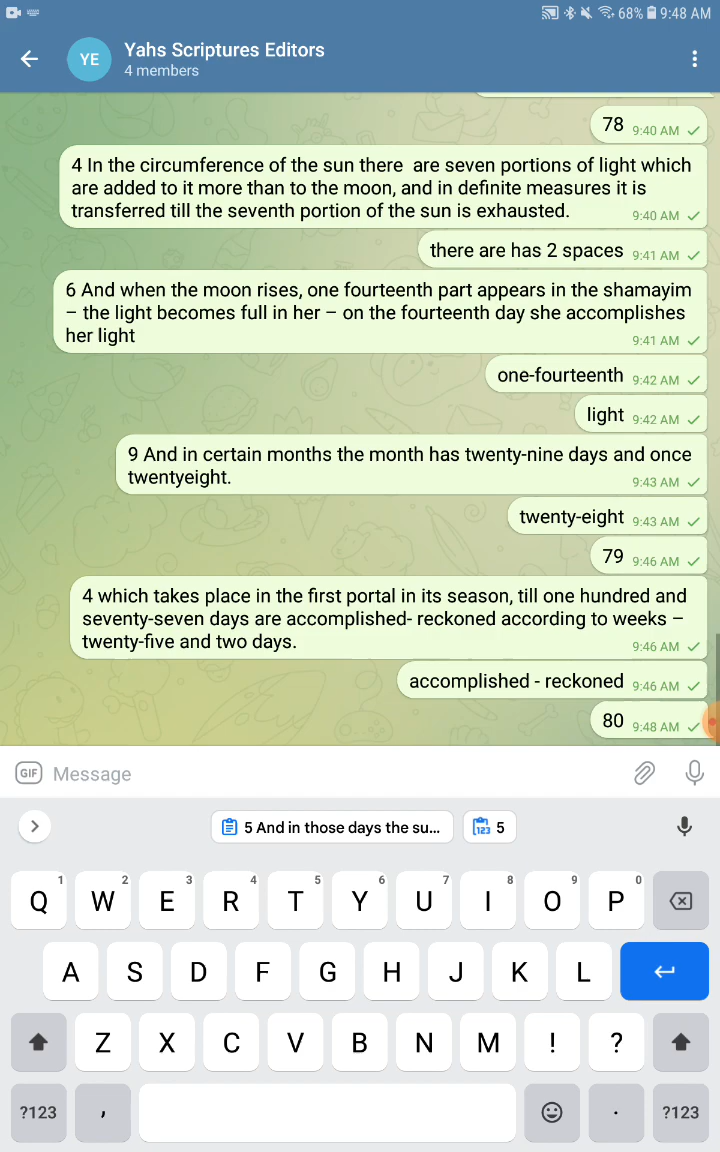 68% 9:48 AM
YE
Yahs Scriptures Editors
4 members
78 9:40 AM
4 In the circumference of the sun there  are seven portions of light which
are added to it more than to the moon, and in definite measures it is
transferred till the seventh portion of the sun is exhausted. 9:40 AM
there are has 2 spaces 9:41 AM
6 And when the moon rises, one fourteenth part appears in the shamayim
– the light becomes full in her – on the fourteenth day she accomplishes
her light 9:41 AM
one-fourteenth 9:42 AM
light 9:42 AM
9 And in certain months the month has twenty-nine days and once
twentyeight. 9:43 AM
twenty-eight 9:43 AM
79 9:46 AM
4 which takes place in the first portal in its season, till one hundred and
seventy-seven days are accomplished- reckoned according to weeks –
twenty-five and two days. 9:46 AM
accomplished - reckoned 9:46 AM
80 9:48 AM
GIF Message
5 And in those days the su... 123 5
Q 1 W 2 E 3 R 4 T 5 Y 6 U 7 I 8 O 9 P 0
A S D F G H J K L
Z X C V B N M ! ?
?123 , . ?123